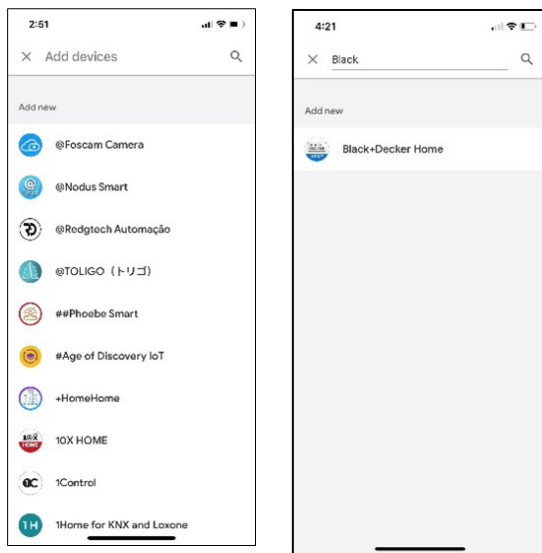 2:51
Add devices
Add new
@Foscam Camera
@Nodus Smart
@Redgtech Automação
@TOLIGO（トリゴ）
##Phoebe Smart
#Age of Discovery IoT
+HomeHome
10X HOME
1Control
1H
1Home for KNX and Loxone
4:21
Black
Add new
Black+Decker Home